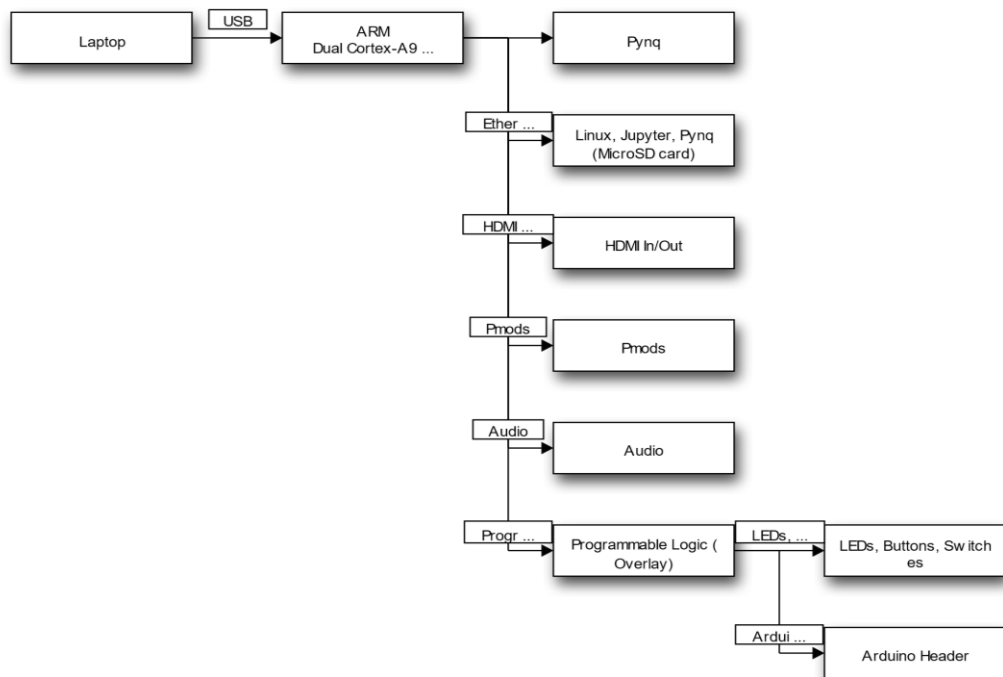 USB
Laptop
ARM
Dual Cortex-A9 ...
Pynq
Ether ...
Linux, Jupyter, Pynq
(MicroSD card)
HDMI ...
HDMI In/Out
Pmods
Pmods
Audio
Audio
Progr ...
Programmable Logic (
Overlay)
LEDs, ...
LEDs, Buttons, Switch
es
Ardui ...
Arduino Header